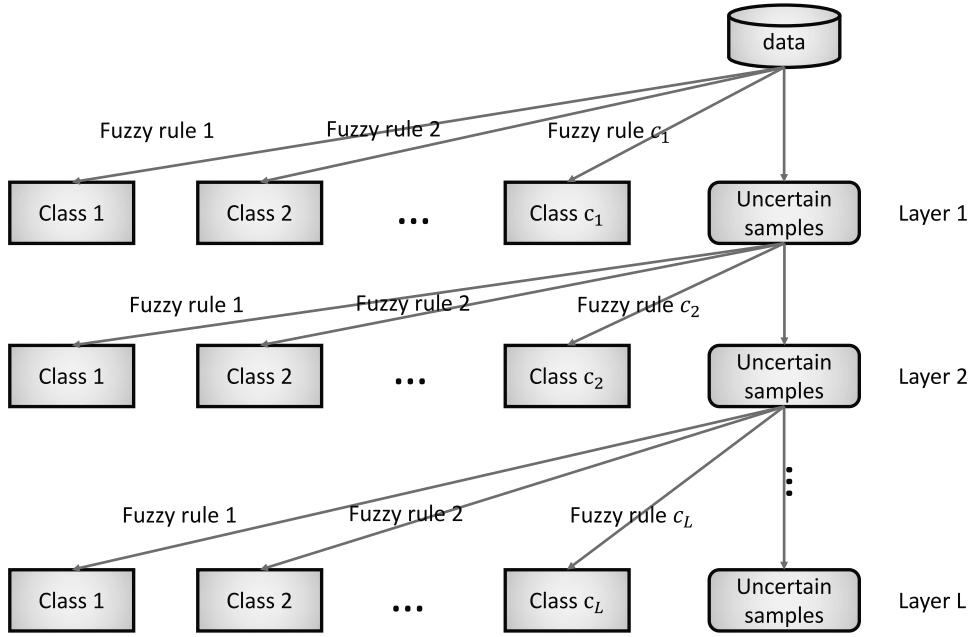 data
Fuzzy rule 1
Fuzzy rule 2
Fuzzy rule c₁
Class 1
Class 2
...
Class c₁
Uncertain
samples
Layer 1
Fuzzy rule 1
Fuzzy rule 2
Fuzzy rule c₂
Class 1
Class 2
...
Class c₂
Uncertain
samples
Layer 2
...
Fuzzy rule 1
Fuzzy rule 2
Fuzzy rule c_L
Class 1
Class 2
...
Class c_L
Uncertain
samples
Layer L